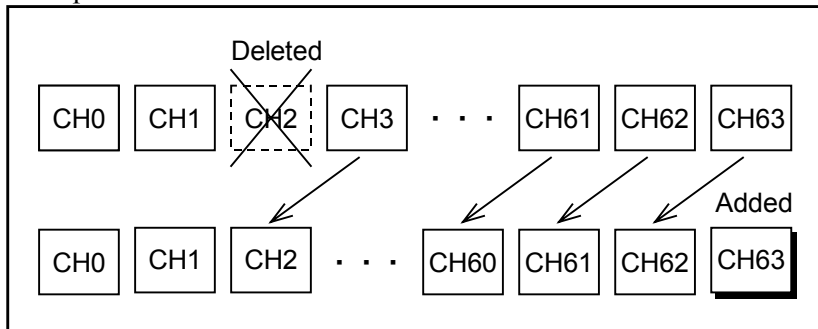 Deleted
CH0 CH1 CH2 CH3 · · · CH61 CH62 CH63
Added
CH0 CH1 CH2 · · · CH60 CH61 CH62 CH63